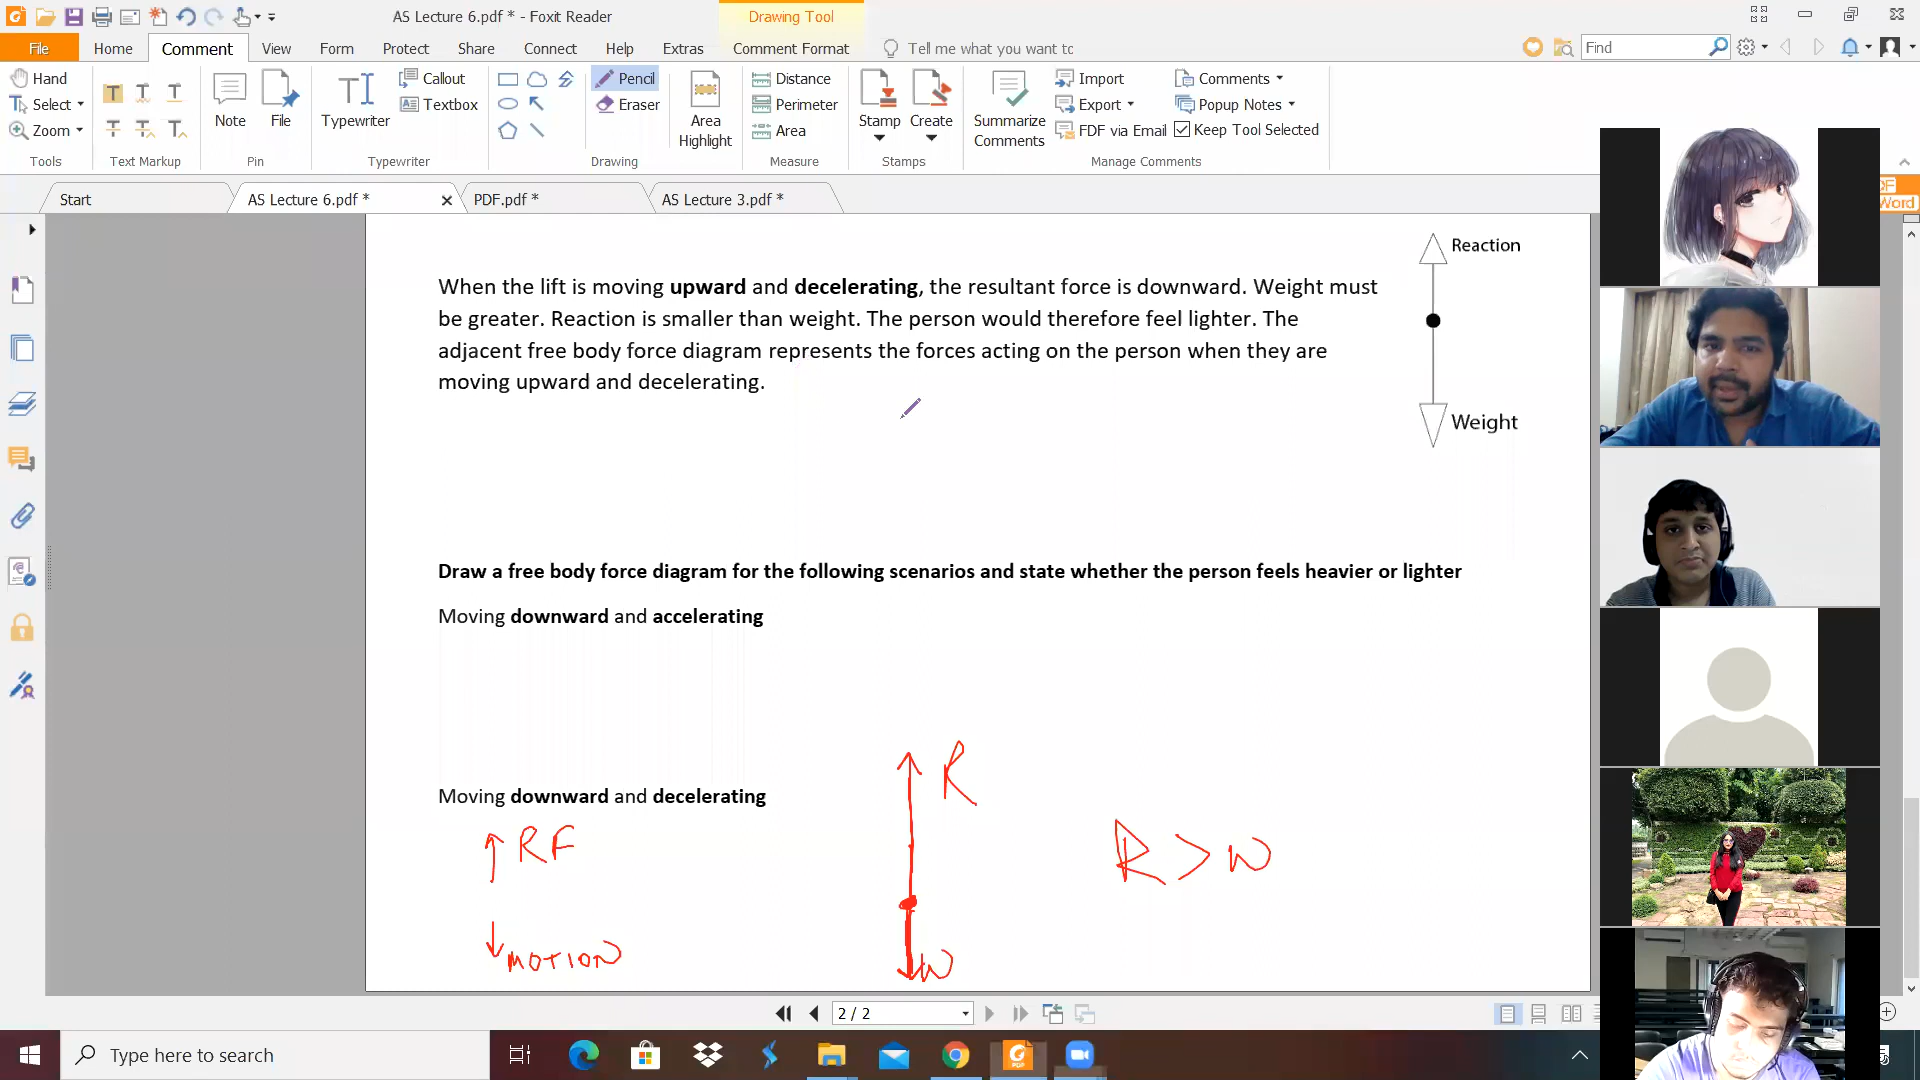 AS Lecture 6.pdf * - Foxit Reader
Drawing Tool
File Home Comment View Form Protect Share Connect Help Extras Comment Format Tell me what you want to Find
Hand
Select
Zoom
Tools
Text Markup
Note
File
Pin
Typewriter
Callout
Textbox
Typewriter
Pencil
Eraser
Area
Highlight
Drawing
Distance
Perimeter
Area
Measure
Stamp
Create
Stamps
Summarize
Comments
Import
Export
FDF via Email
Comments
Popup Notes
Keep Tool Selected
Manage Comments
Start
AS Lecture 6.pdf *
PDF.pdf *
AS Lecture 3.pdf *
Word
Reaction
When the lift is moving upward and decelerating, the resultant force is downward. Weight must
be greater. Reaction is smaller than weight. The person would therefore feel lighter. The
adjacent free body force diagram represents the forces acting on the person when they are
moving upward and decelerating.
Weight
Draw a free body force diagram for the following scenarios and state whether the person feels heavier or lighter
Moving downward and accelerating
Moving downward and decelerating
RF
MOTION
R
W
R > W
2 / 2
Type here to search